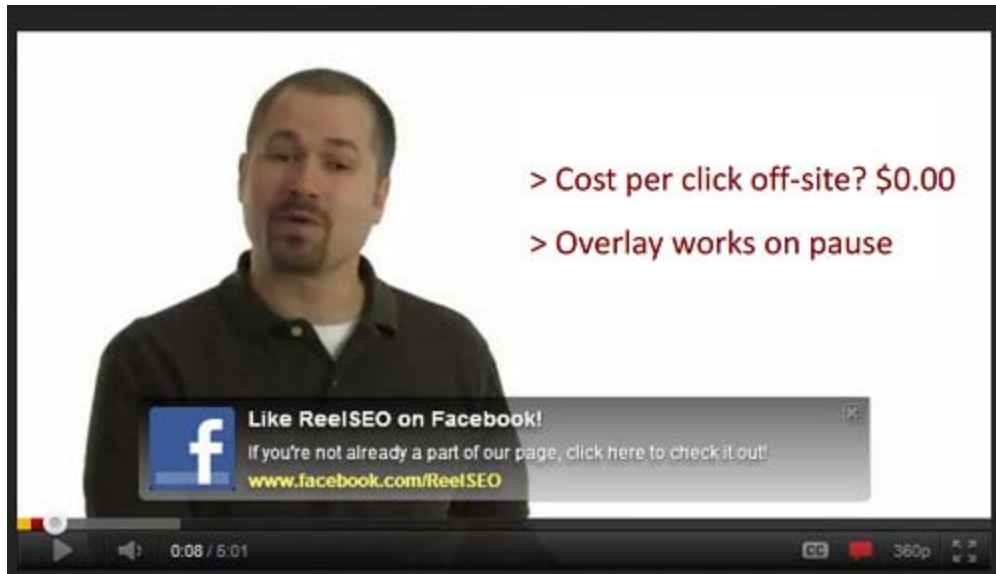 > Cost per click off-site? $0.00
> Overlay works on pause
f
Like ReelSEO on Facebook!
If you're not already a part of our page, click here to check it out!
www.facebook.com/ReelSEO
0:08 / 5:01
CC
360p